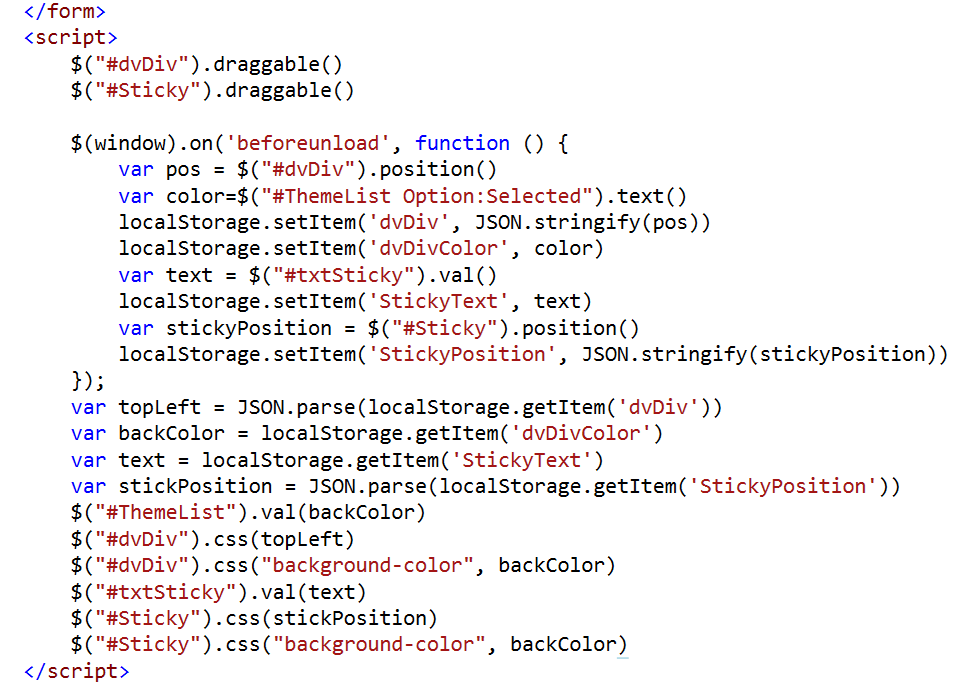 </form>
<script>
    $("#dvDiv").draggable()
    $("#Sticky").draggable()

    $(window).on('beforeunload', function () {
        var pos = $("#dvDiv").position()
        var color=$("#ThemeList Option:Selected").text()
        localStorage.setItem('dvDiv', JSON.stringify(pos))
        localStorage.setItem('dvDivColor', color)
        var text = $("#txtSticky").val()
        localStorage.setItem('StickyText', text)
        var stickyPosition = $("#Sticky").position()
        localStorage.setItem('StickyPosition', JSON.stringify(stickyPosition))
    });
    var topLeft = JSON.parse(localStorage.getItem('dvDiv'))
    var backColor = localStorage.getItem('dvDivColor')
    var text = localStorage.getItem('StickyText')
    var stickPosition = JSON.parse(localStorage.getItem('StickyPosition'))
    $("#ThemeList").val(backColor)
    $("#dvDiv").css(topLeft)
    $("#dvDiv").css("background-color", backColor)
    $("#txtSticky").val(text)
    $("#Sticky").css(stickPosition)
    $("#Sticky").css("background-color", backColor)
</script>